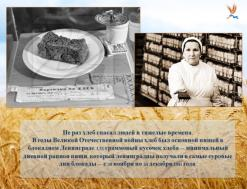 Не раз хлеб спасал людей в тяжелые времена.
В годы Великой Отечественной войны хлеб был основной пищей в
блокадном Ленинграде. 125 граммовый кусочек хлеба – минимальный
дневной рацион пищи, который ленинградцы получали в самые суровые
дни блокады – с 20 ноября по 25 декабря 1941 года